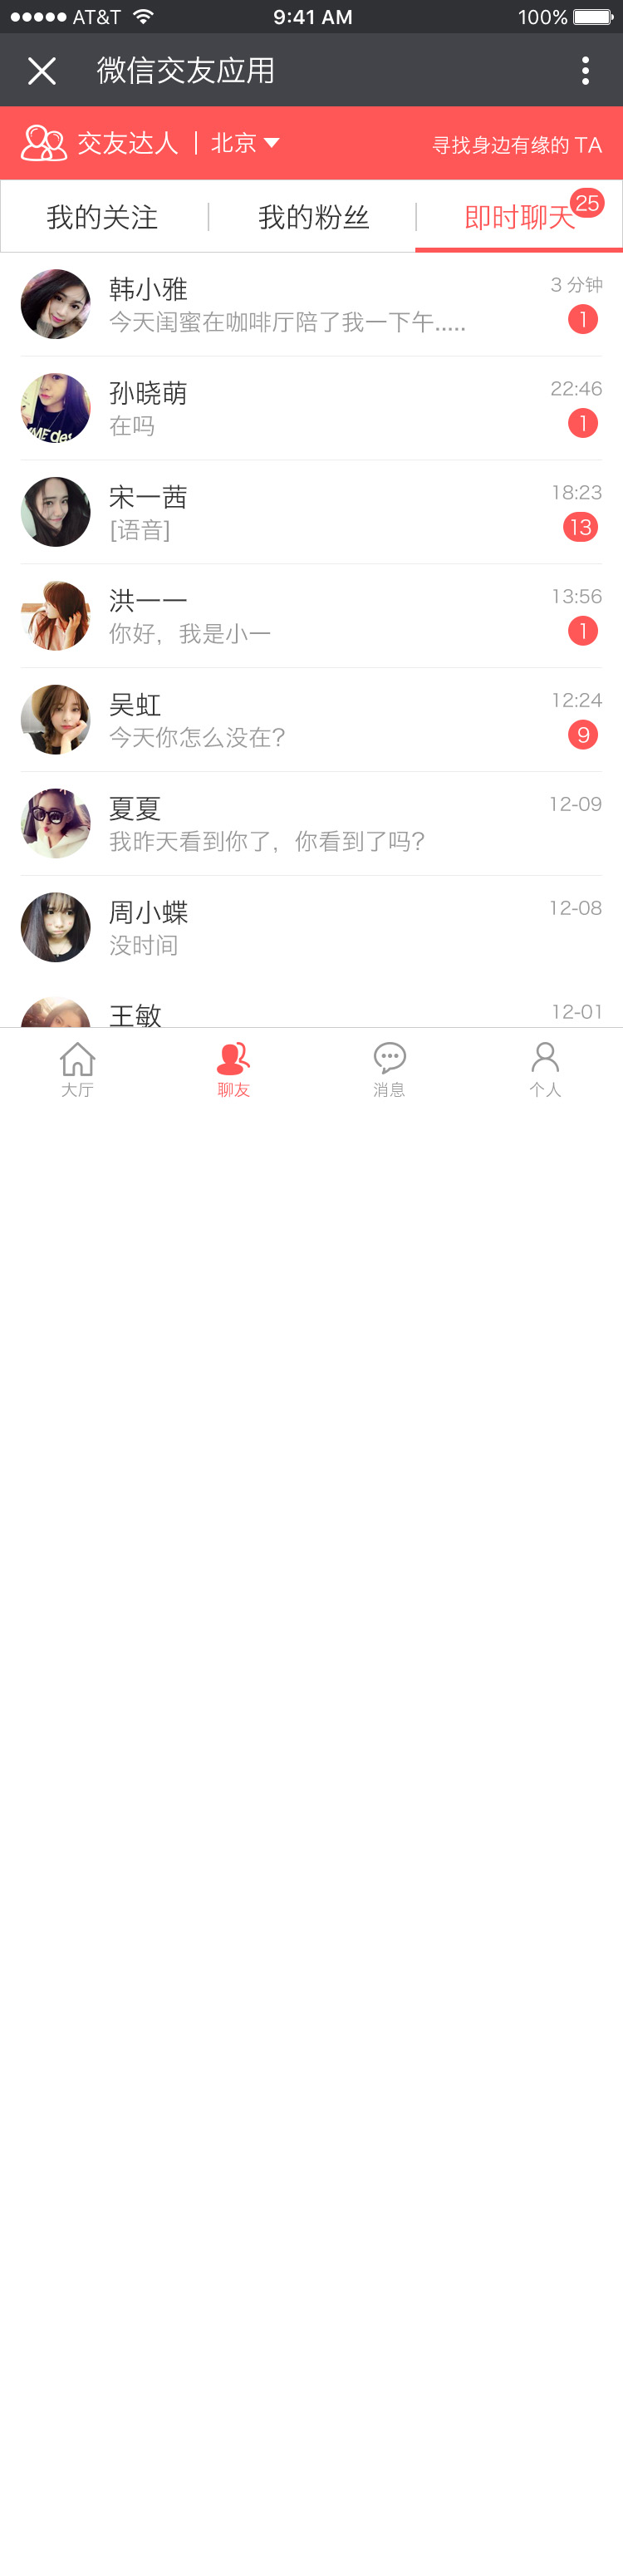 AT&T 9:41 AM 100%
微信交友应用
交友达人 | 北京 寻找身边有缘的 TA
我的关注 我的粉丝 即时聊天 25
韩小雅 3 分钟
今天闺蜜在咖啡厅陪了我一下午..... 1
孙晓萌 22:46
在吗 1
宋一茜 18:23
[语音] 13
洪一一 13:56
你好，我是小一 1
吴虹 12:24
今天你怎么没在? 9
夏夏 12-09
我昨天看到你了，你看到了吗?
周小蝶 12-08
没时间
王敏 12-01
大厅 聊友 消息 个人